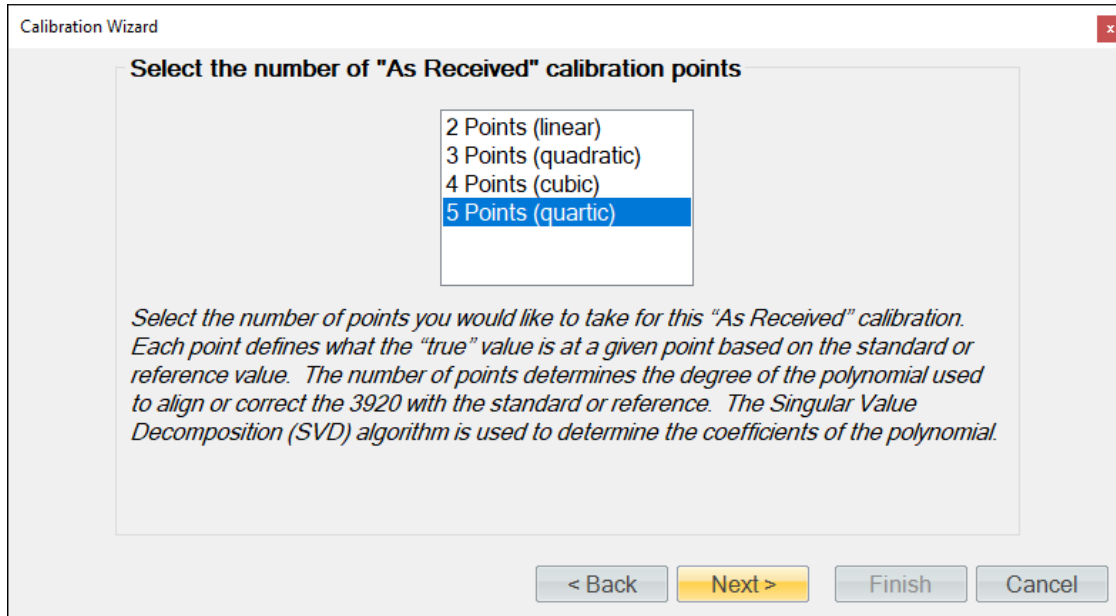 Calibration Wizard
x
Select the number of "As Received" calibration points
2 Points (linear)
3 Points (quadratic)
4 Points (cubic)
5 Points (quartic)
Select the number of points you would like to take for this “As Received” calibration.
Each point defines what the “true” value is at a given point based on the standard or
reference value.  The number of points determines the degree of the polynomial used
to align or correct the 3920 with the standard or reference.  The Singular Value
Decomposition (SVD) algorithm is used to determine the coefficients of the polynomial.
< Back Next > Finish Cancel